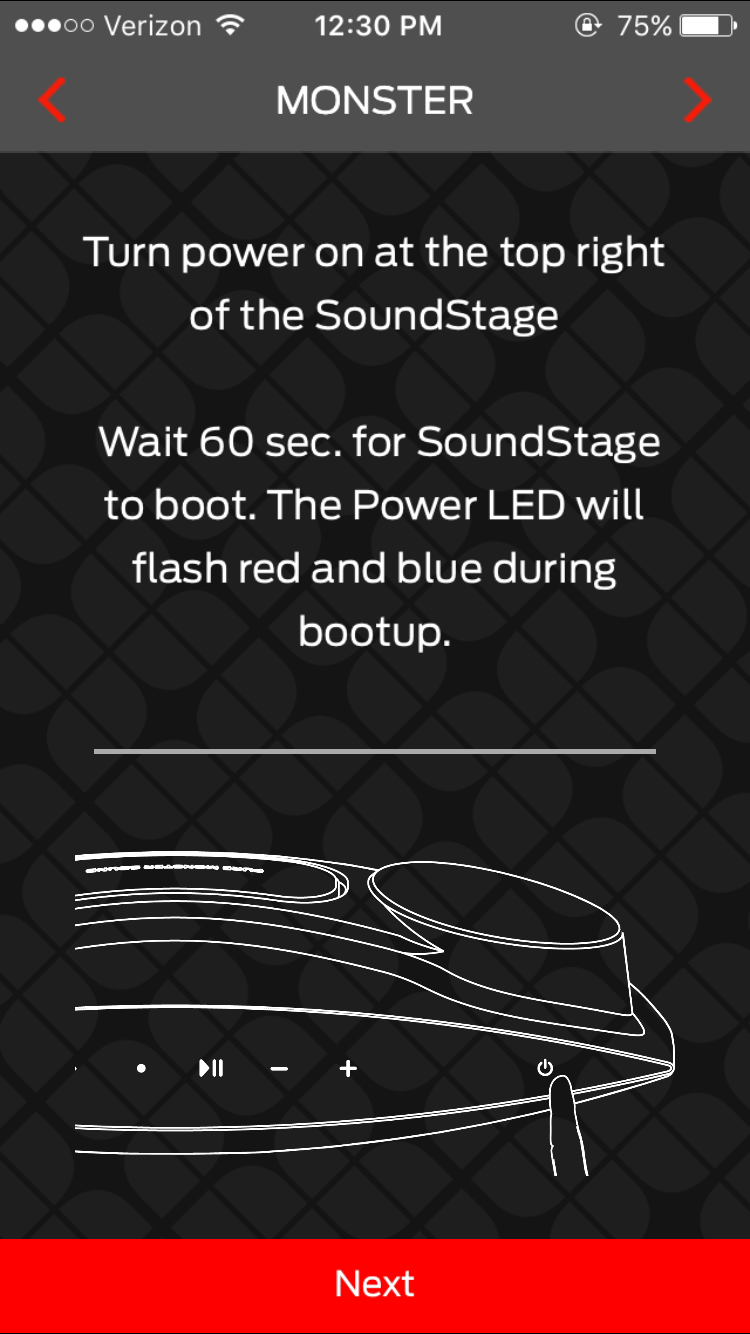 Verizon 12:30 PM 75%
MONSTER
Turn power on at the top right
of the SoundStage
Wait 60 sec. for SoundStage
to boot. The Power LED will
flash red and blue during
bootup.
Next